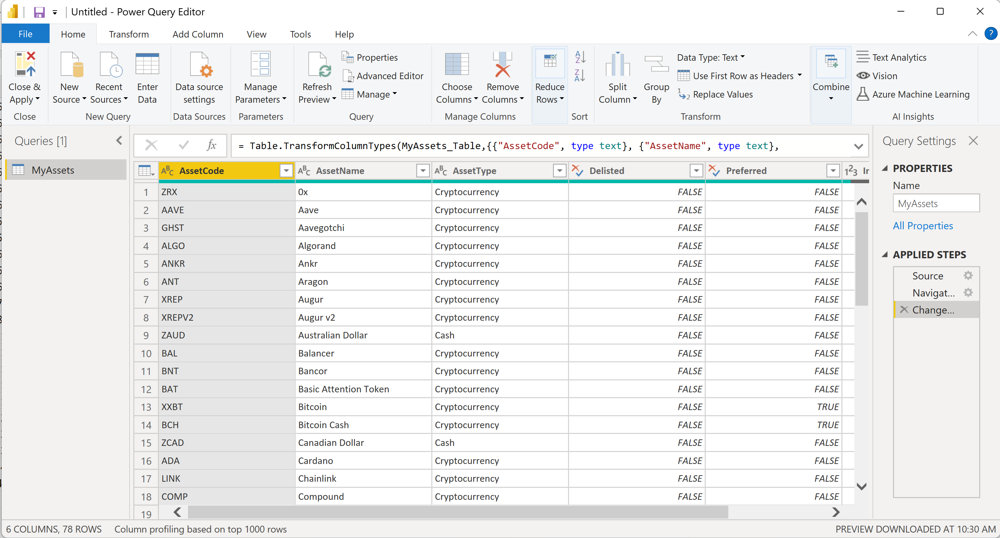 Untitled - Power Query Editor
File Home Transform Add Column View Tools Help
Close & Apply
Close
New Source
Recent Sources
Enter Data
New Query
Data source settings
Data Sources
Manage Parameters
Parameters
Refresh Preview
Properties
Advanced Editor
Manage
Query
Choose Columns
Remove Columns
Manage Columns
Reduce Rows
Sort
Split Column
Group By
Data Type: Text
Use First Row as Headers
Replace Values
Transform
Combine
Text Analytics
Vision
Azure Machine Learning
AI Insights
Queries [1]
MyAssets
fx
= Table.TransformColumnTypes(MyAssets_Table,{{"AssetCode", type text}, {"AssetName", type text},
ABC AssetCode ABC AssetName ABC AssetType Delisted Preferred 123
1 ZRX 0x Cryptocurrency FALSE FALSE
2 AAVE Aave Cryptocurrency FALSE FALSE
3 GHST Aavegotchi Cryptocurrency FALSE FALSE
4 ALGO Algorand Cryptocurrency FALSE FALSE
5 ANKR Ankr Cryptocurrency FALSE FALSE
6 ANT Aragon Cryptocurrency FALSE FALSE
7 XREP Augur Cryptocurrency FALSE FALSE
8 XREPV2 Augur v2 Cryptocurrency FALSE FALSE
9 ZAUD Australian Dollar Cash FALSE FALSE
10 BAL Balancer Cryptocurrency FALSE FALSE
11 BNT Bancor Cryptocurrency FALSE FALSE
12 BAT Basic Attention Token Cryptocurrency FALSE FALSE
13 XXBT Bitcoin Cryptocurrency FALSE TRUE
14 BCH Bitcoin Cash Cryptocurrency FALSE TRUE
15 ZCAD Canadian Dollar Cash FALSE FALSE
16 ADA Cardano Cryptocurrency FALSE FALSE
17 LINK Chainlink Cryptocurrency FALSE FALSE
18 COMP Compound Cryptocurrency FALSE FALSE
19
Query Settings
PROPERTIES
Name
MyAssets
All Properties
APPLIED STEPS
Source
Navigat...
Change...
6 COLUMNS, 78 ROWS Column profiling based on top 1000 rows
PREVIEW DOWNLOADED AT 10:30 AM